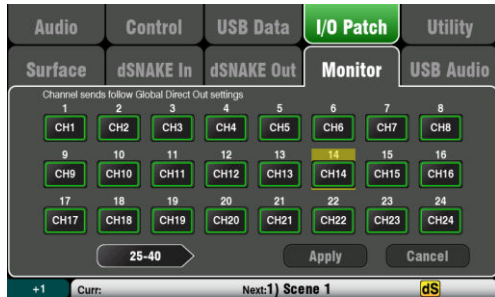 Audio Control USB Data I/O Patch Utility
Surface dSNAKE In dSNAKE Out Monitor USB Audio
Channel sends follow Global Direct Out settings
1 2 3 4 5 6 7 8
CH1 CH2 CH3 CH4 CH5 CH6 CH7 CH8
9 10 11 12 13 14 15 16
CH9 CH10 CH11 CH12 CH13 CH14 CH15 CH16
17 18 19 20 21 22 23 24
CH17 CH18 CH19 CH20 CH21 CH22 CH23 CH24
25-40 Apply Cancel
+1 Curr: Next:1) Scene 1 dS